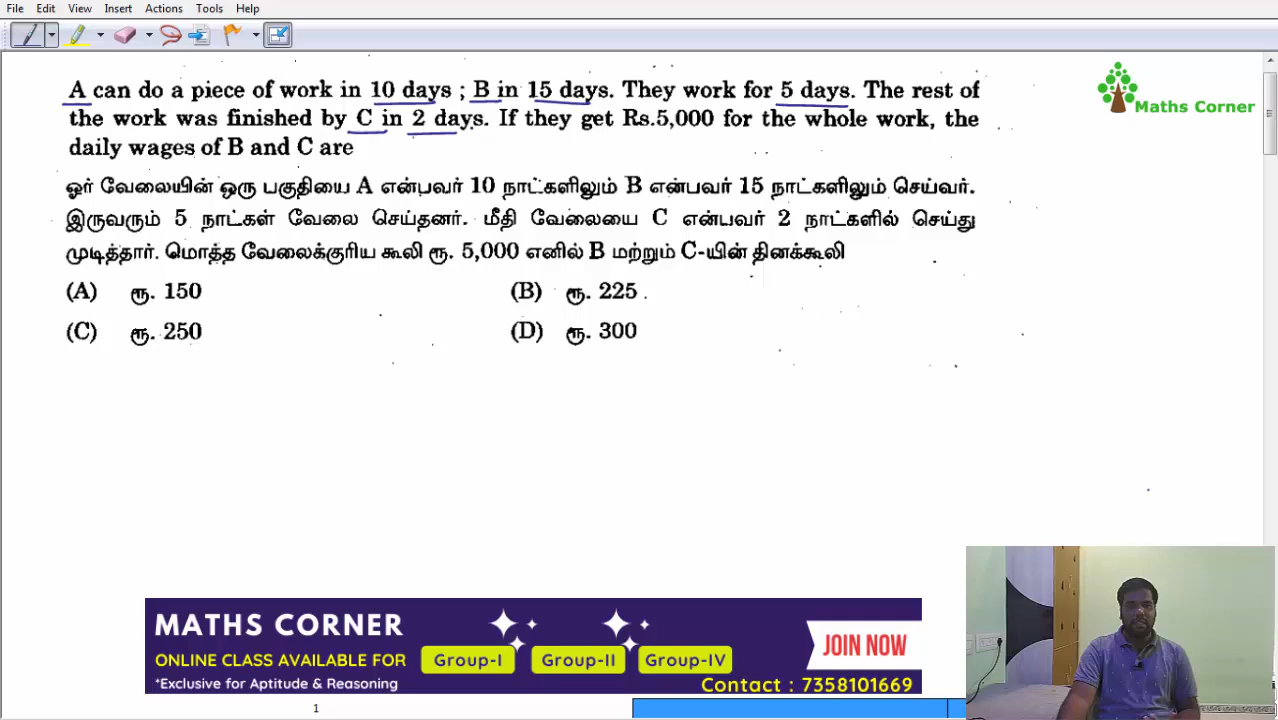 File Edit View Insert Actions Tools Help
A can do a piece of work in 10 days ; B in 15 days. They work for 5 days. The rest of
the work was finished by C in 2 days. If they get Rs.5,000 for the whole work, the
daily wages of B and C are
Maths Corner
ஓர் வேலையின் ஒரு பகுதியை A என்பவர் 10 நாட்களிலும் B என்பவர் 15 நாட்களிலும் செய்வர்.
இருவரும் 5 நாட்கள் வேலை செய்தனர். மீதி வேலையை C என்பவர் 2 நாட்களில் செய்து
முடித்தார். மொத்த வேலைக்குரிய கூலி ரூ. 5,000 எனில் B மற்றும் C-யின் தினக்கூலி
(A) ரூ. 150 (B) ரூ. 225
(C) ரூ. 250 (D) ரூ. 300
MATHS CORNER
ONLINE CLASS AVAILABLE FOR Group-I Group-II Group-IV
JOIN NOW
*Exclusive for Aptitude & Reasoning
Contact : 7358101669
1